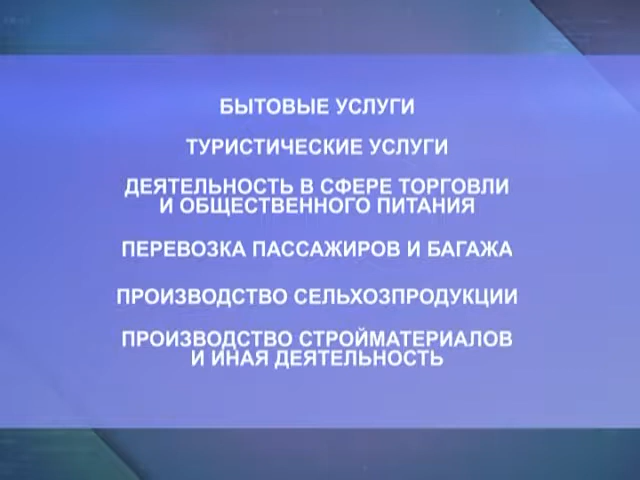 БЫТОВЫЕ УСЛУГИ
ТУРИСТИЧЕСКИЕ УСЛУГИ
ДЕЯТЕЛЬНОСТЬ В СФЕРЕ ТОРГОВЛИ
И ОБЩЕСТВЕННОГО ПИТАНИЯ
ПЕРЕВОЗКА ПАССАЖИРОВ И БАГАЖА
ПРОИЗВОДСТВО СЕЛЬХОЗПРОДУКЦИИ
ПРОИЗВОДСТВО СТРОЙМАТЕРИАЛОВ
И ИНАЯ ДЕЯТЕЛЬНОСТЬ